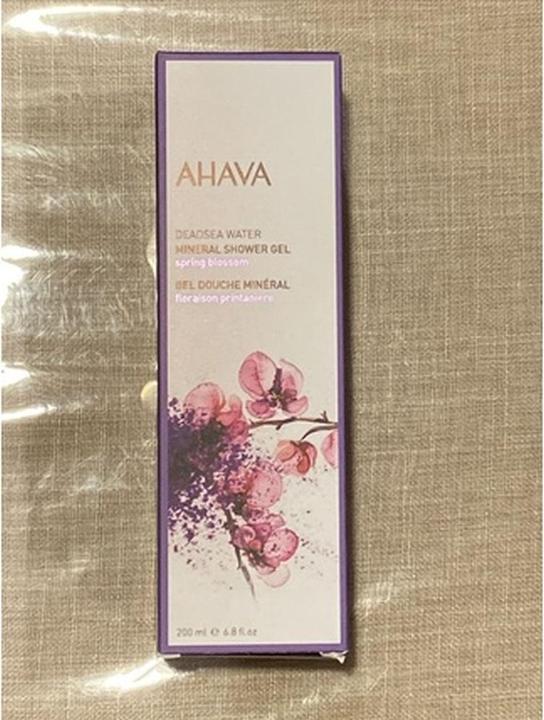 AHAVA
DEADSEA WATER
MINERAL SHOWER GEL
spring blossom
GEL DOUCHE MINÉRAL
floraison printanière
200 ml ℮ 6.8 fl.oz